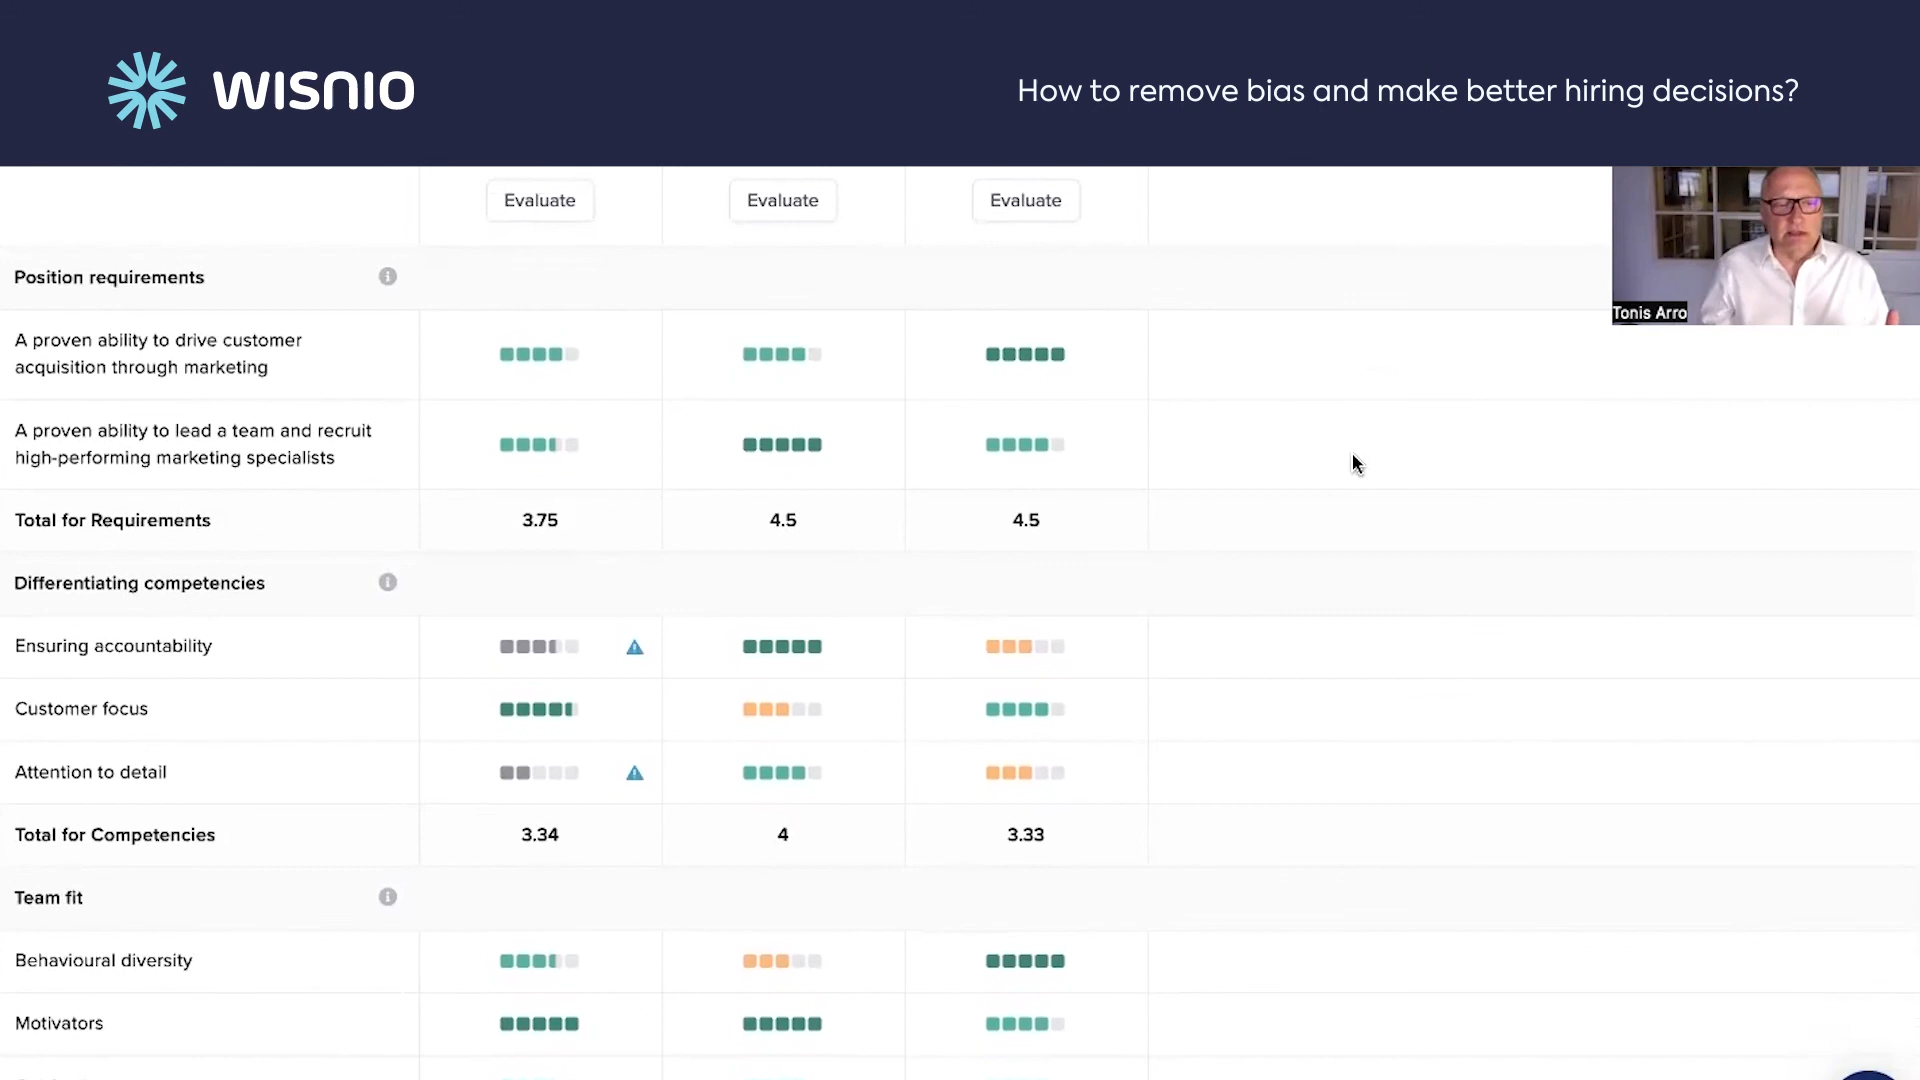 WISNIO
How to remove bias and make better hiring decisions?
Evaluate
Evaluate
Evaluate
Tonis Arro
Position requirements
A proven ability to drive customer
acquisition through marketing
A proven ability to lead a team and recruit
high-performing marketing specialists
Total for Requirements 3.75 4.5 4.5
Differentiating competencies
Ensuring accountability
Customer focus
Attention to detail
Total for Competencies 3.34 4 3.33
Team fit
Behavioural diversity
Motivators